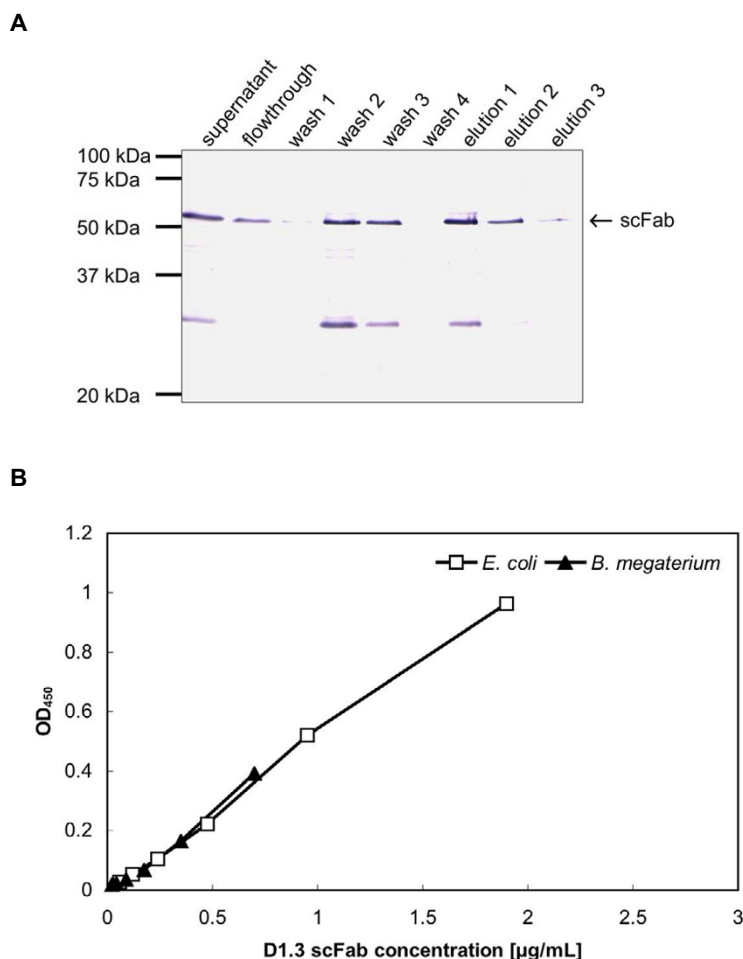 A
supernatant
flowthrough
wash 1
wash 2
wash 3
wash 4
elution 1
elution 2
elution 3
100 kDa
75 kDa
50 kDa
37 kDa
20 kDa
← scFab
B
1.2
1
0.8
0.6
0.4
0.2
0
OD450
E. coli
B. megaterium
0 0.5 1 1.5 2 2.5 3
D1.3 scFab concentration [µg/mL]